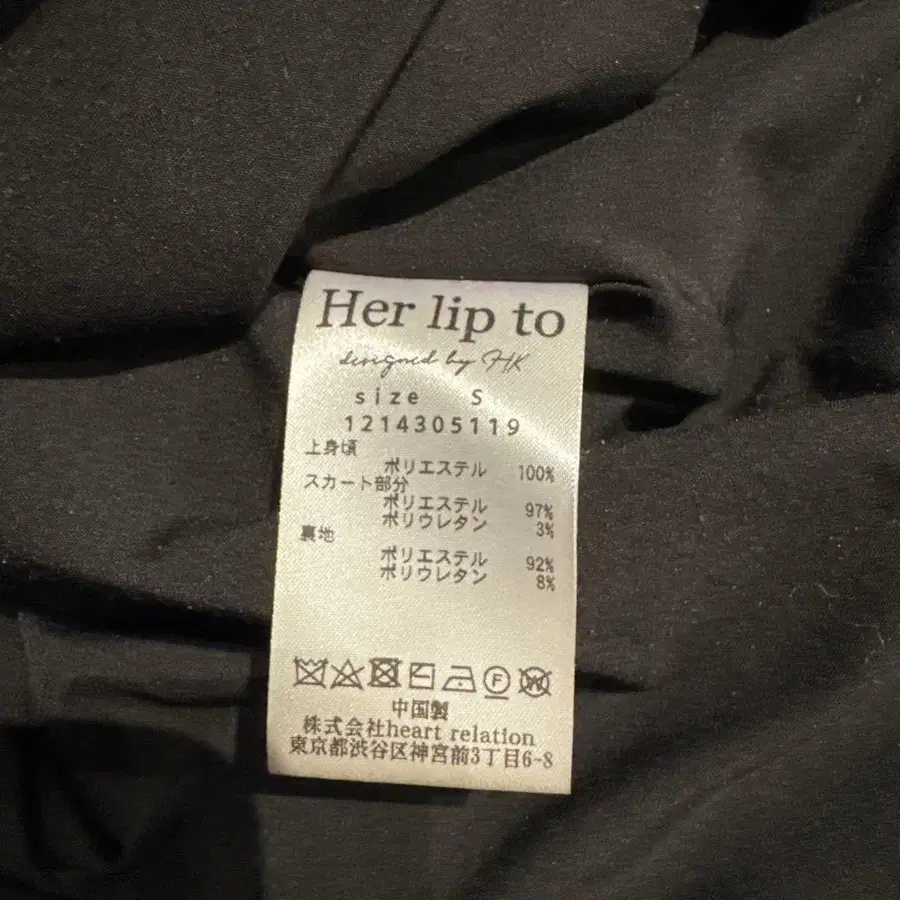 Her lip to
designed by HK
size S
1214305119
上身頃
ポリエステル 100%
スカート部分
ポリエステル 97%
ポリウレタン 3%
裏地
ポリエステル 92%
ポリウレタン 8%
F W
中国製
株式会社heart relation
東京都渋谷区神宮前3丁目6-8